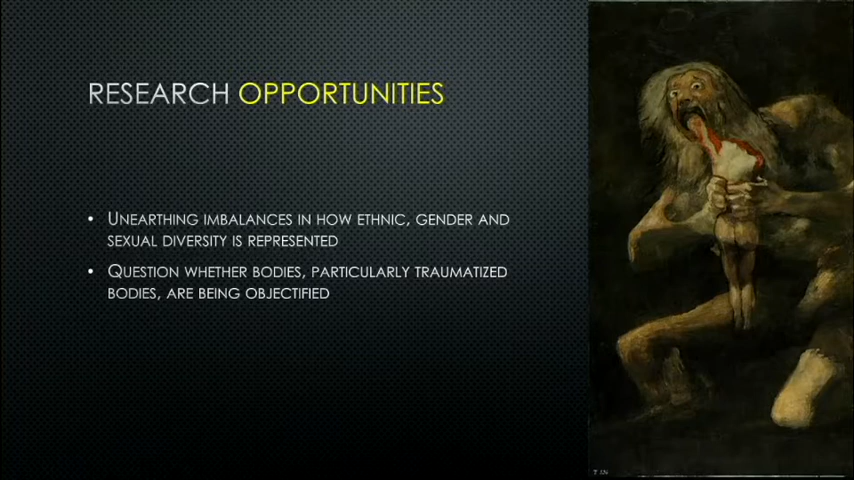 RESEARCH OPPORTUNITIES
• UNEARTHING IMBALANCES IN HOW ETHNIC, GENDER AND
SEXUAL DIVERSITY IS REPRESENTED
• QUESTION WHETHER BODIES, PARTICULARLY TRAUMATIZED
BODIES, ARE BEING OBJECTIFIED